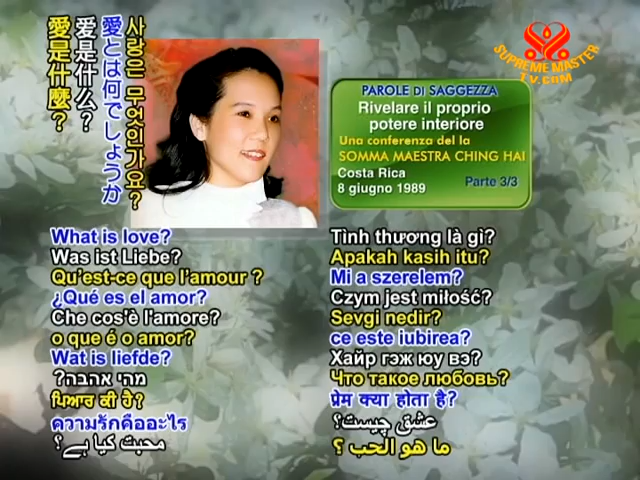 愛是什麼?
爱是什么?
愛とは何でしょうか
사랑은 무엇인가요?
SUPREME MASTER
TV.COM
PAROLE DI SAGGEZZA
Rivelare il proprio
potere interiore
Una conferenza del la
SOMMA MAESTRA CHING HAI
Costa Rica
8 giugno 1989
Parte 3/3
What is love?
Was ist Liebe?
Qu'est-ce que l'amour ?
¿Qué es el amor?
Che cos'è l'amore?
o que é o amor?
Wat is liefde?
מהי אהבה?
ਪਿਆਰ ਕੀ ਹੈ?
ความรักคืออะไร
محبت کیا ہے؟
Tình thương là gì?
Apakah kasih itu?
Mi a szerelem?
Czym jest miłość?
Sevgi nedir?
ce este iubirea?
Хайр гэж юу вэ?
Что такое любовь?
प्रेम क्या होता है?
عشق چیست؟
ما هو الحب ؟